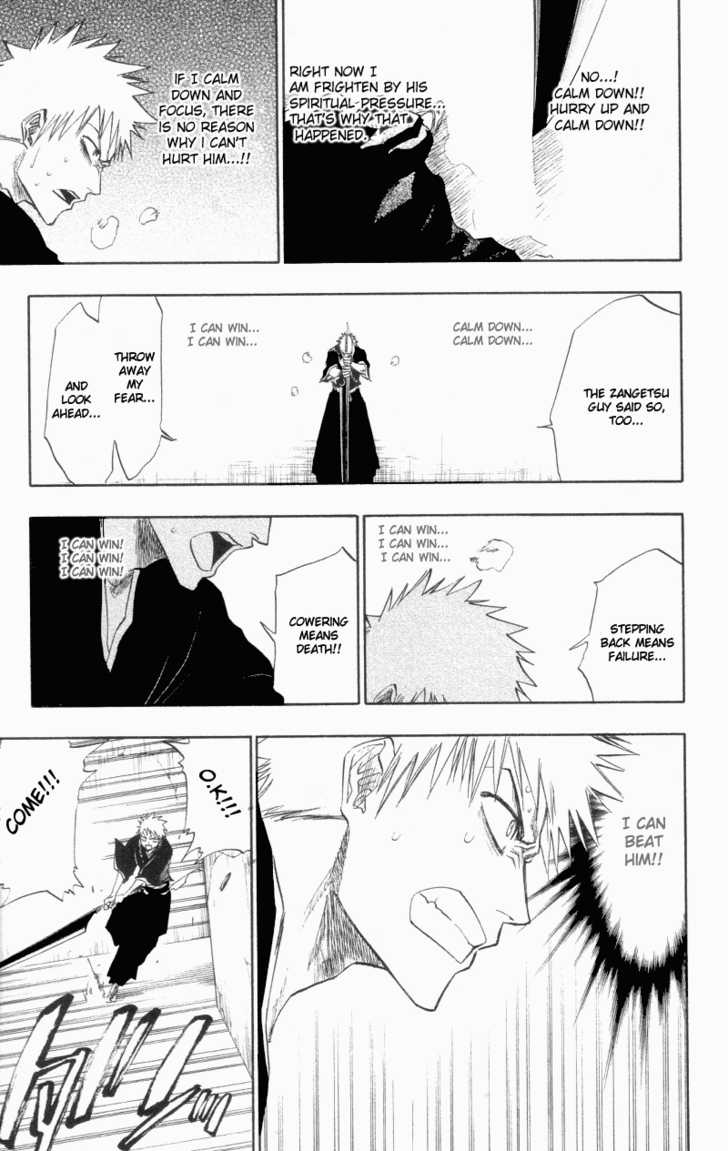 NO...!
CALM DOWN!!
HURRY UP AND
CALM DOWN!!
RIGHT NOW I
AM FRIGHTEN BY HIS
SPIRITUAL PRESSURE...
THAT'S WHY THAT
HAPPENED.
IF I CALM
DOWN AND
FOCUS, THERE
IS NO REASON
WHY I CAN'T
HURT HIM...!!
THE ZANGETSU
GUY SAID SO,
TOO...
CALM DOWN...
CALM DOWN...
I CAN WIN...
I CAN WIN...
THROW
AWAY
MY
FEAR...
AND
LOOK
AHEAD...
STEPPING
BACK MEANS
FAILURE...
I CAN WIN...
I CAN WIN...
I CAN WIN...
COWERING
MEANS
DEATH!!
I CAN WIN!
I CAN WIN!
I CAN WIN!
I CAN
BEAT
HIM!!
O.K!!!
COME!!!